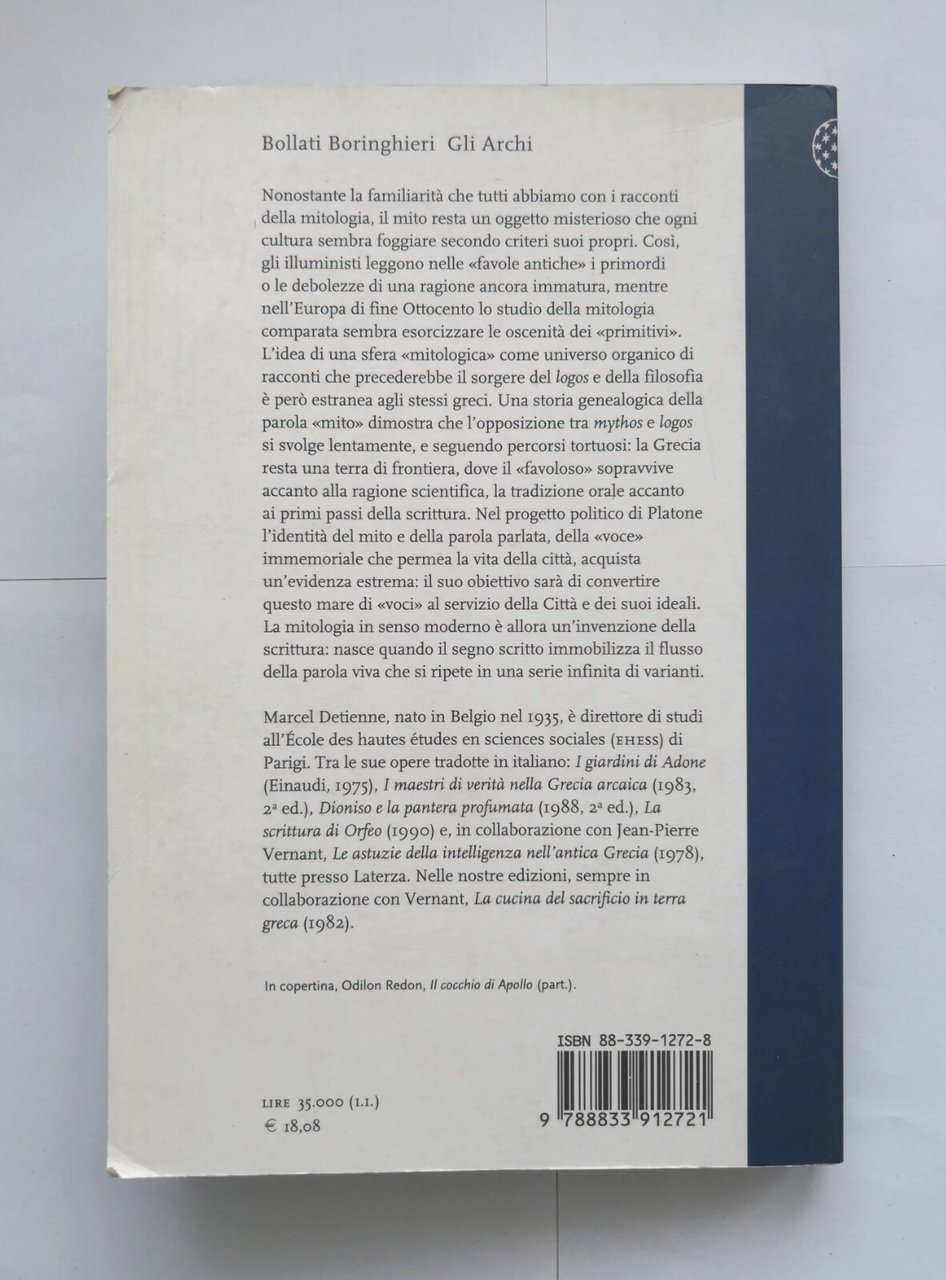 Bollati Boringhieri Gli Archi
Nonostante la familiarità che tutti abbiamo con i racconti
della mitologia, il mito resta un oggetto misterioso che ogni
cultura sembra foggiare secondo criteri suoi propri. Così,
gli illuministi leggono nelle «favole antiche» i primordi
o le debolezze di una ragione ancora immatura, mentre
nell'Europa di fine Ottocento lo studio della mitologia
comparata sembra esorcizzare le oscenità dei «primitivi».
L'idea di una sfera «mitologica» come universo organico di
racconti che precederebbe il sorgere del logos e della filosofia
è però estranea agli stessi greci. Una storia genealogica della
parola «mito» dimostra che l'opposizione tra mythos e logos
si svolge lentamente, e seguendo percorsi tortuosi: la Grecia
resta una terra di frontiera, dove il «favoloso» sopravvive
accanto alla ragione scientifica, la tradizione orale accanto
ai primi passi della scrittura. Nel progetto politico di Platone
l'identità del mito e della parola parlata, della «voce»
immemoriale che permea la vita della città, acquista
un'evidenza estrema: il suo obiettivo sarà di convertire
questo mare di «voci» al servizio della Città e dei suoi ideali.
La mitologia in senso moderno è allora un'invenzione della
scrittura: nasce quando il segno scritto immobilizza il flusso
della parola viva che si ripete in una serie infinita di varianti.
Marcel Detienne, nato in Belgio nel 1935, è direttore di studi
all'École des hautes études en sciences sociales (EHESS) di
Parigi. Tra le sue opere tradotte in italiano: I giardini di Adone
(Einaudi, 1975), I maestri di verità nella Grecia arcaica (1983,
2ª ed.), Dioniso e la pantera profumata (1988, 2ª ed.), La
scrittura di Orfeo (1990) e, in collaborazione con Jean-Pierre
Vernant, Le astuzie della intelligenza nell'antica Grecia (1978),
tutte presso Laterza. Nelle nostre edizioni, sempre in
collaborazione con Vernant, La cucina del sacrificio in terra
greca (1982).
In copertina, Odilon Redon, Il cocchio di Apollo (part.).
ISBN 88-339-1272-8
LIRE 35.000 (I.I.)
€ 18,08
9 788833 912721